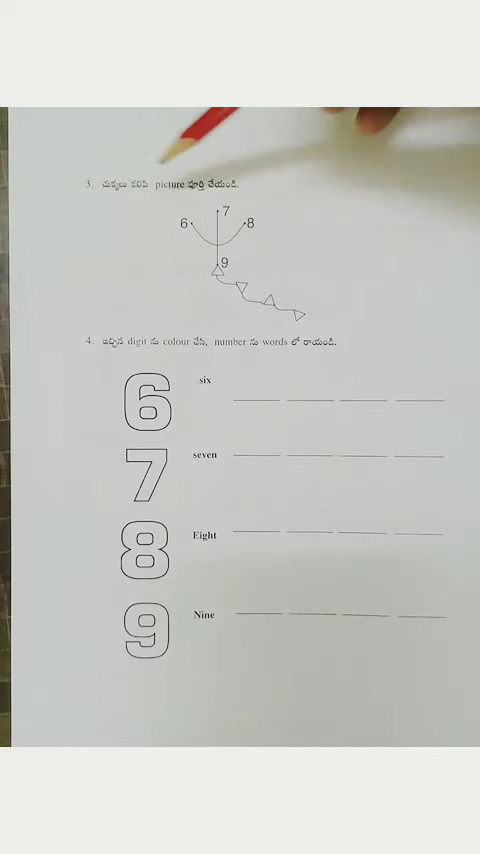 3. చుక్కలు కలిపి picture పూర్తి చేయండి.
7
6 8
9
4. ఇచ్చిన digit ను colour చేసి, number ను words లో రాయండి.
6 six
7 seven
8 Eight
9 Nine